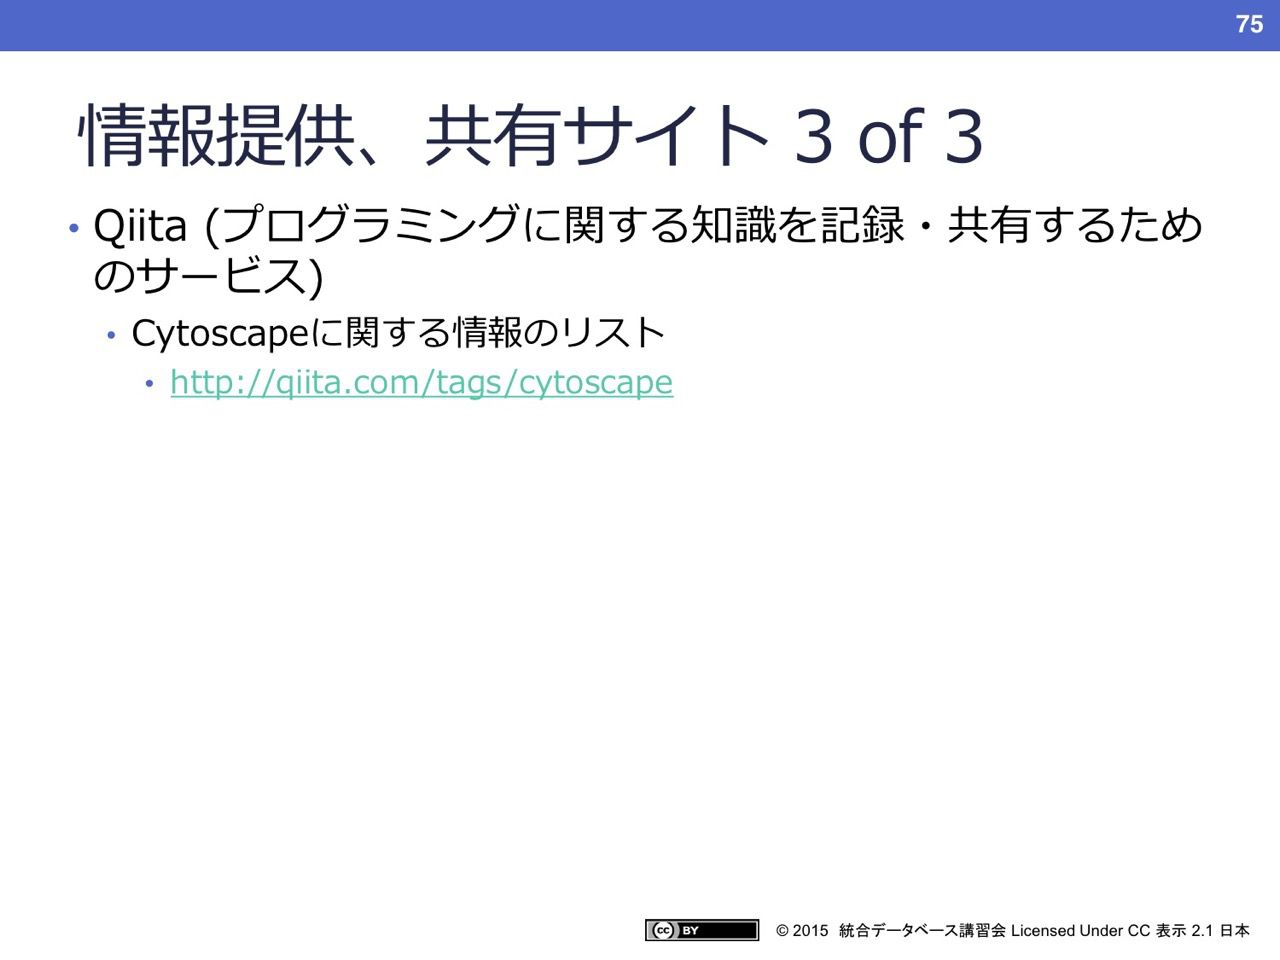 75
情報提供、共有サイト 3 of 3
• Qiita (プログラミングに関する知識を記録・共有するため
のサービス)
• Cytoscapeに関する情報のリスト
• http://qiita.com/tags/cytoscape
cc BY © 2015 統合データベース講習会 Licensed Under CC 表示 2.1 日本